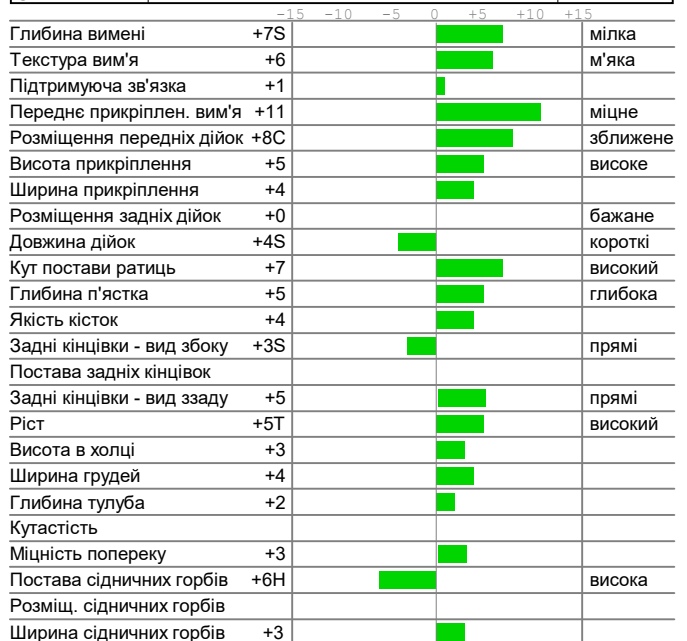 -15 -10 -5 0 +5 +10 +15
Глибина вимені +7S мілка
Текстура вим'я +6 м'яка
Підтримуюча зв'язка +1
Переднє прикріплен. вим'я +11 міцне
Розміщення передніх дійок +8C зближене
Висота прикріплення +5 високе
Ширина прикріплення +4
Розміщення задніх дійок +0 бажане
Довжина дійок +4S короткі
Кут постави ратиць +7 високий
Глибина п'ястка +5 глибока
Якість кісток +4
Задні кінцівки - вид збоку +3S прямі
Постава задніх кінцівок
Задні кінцівки - вид ззаду +5 прямі
Ріст +5T високий
Висота в холці +3
Ширина грудей +4
Глибина тулуба +2
Кутастість
Міцність попереку +3
Постава сідничних горбів +6H висока
Розміщ. сідничних горбів
Ширина сідничних горбів +3